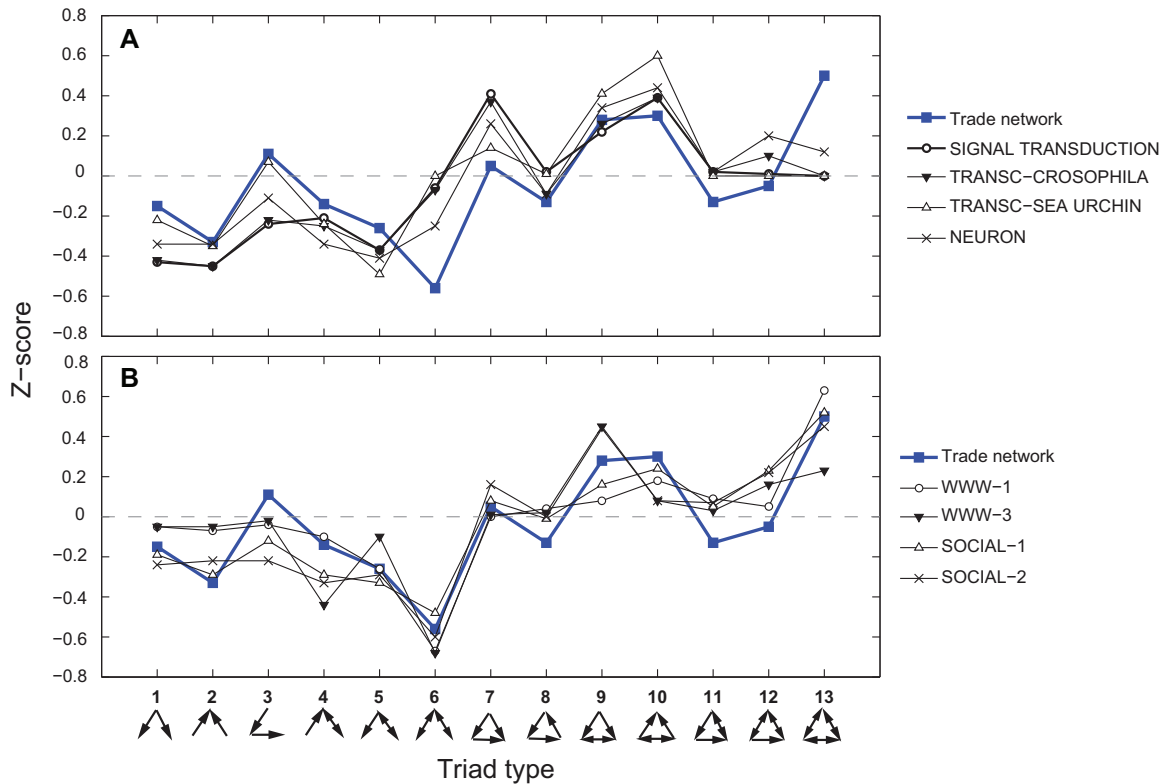 A
0.8
0.6
0.4
0.2
0
−0.2
−0.4
−0.6
−0.8
Trade network
SIGNAL TRANSDUCTION
TRANSC−CROSOPHILA
TRANSC−SEA URCHIN
NEURON
Z−score
B
0.8
0.6
0.4
0.2
0
−0.2
−0.4
−0.6
−0.8
Trade network
WWW−1
WWW−3
SOCIAL−1
SOCIAL−2
1 2 3 4 5 6 7 8 9 10 11 12 13
Triad type